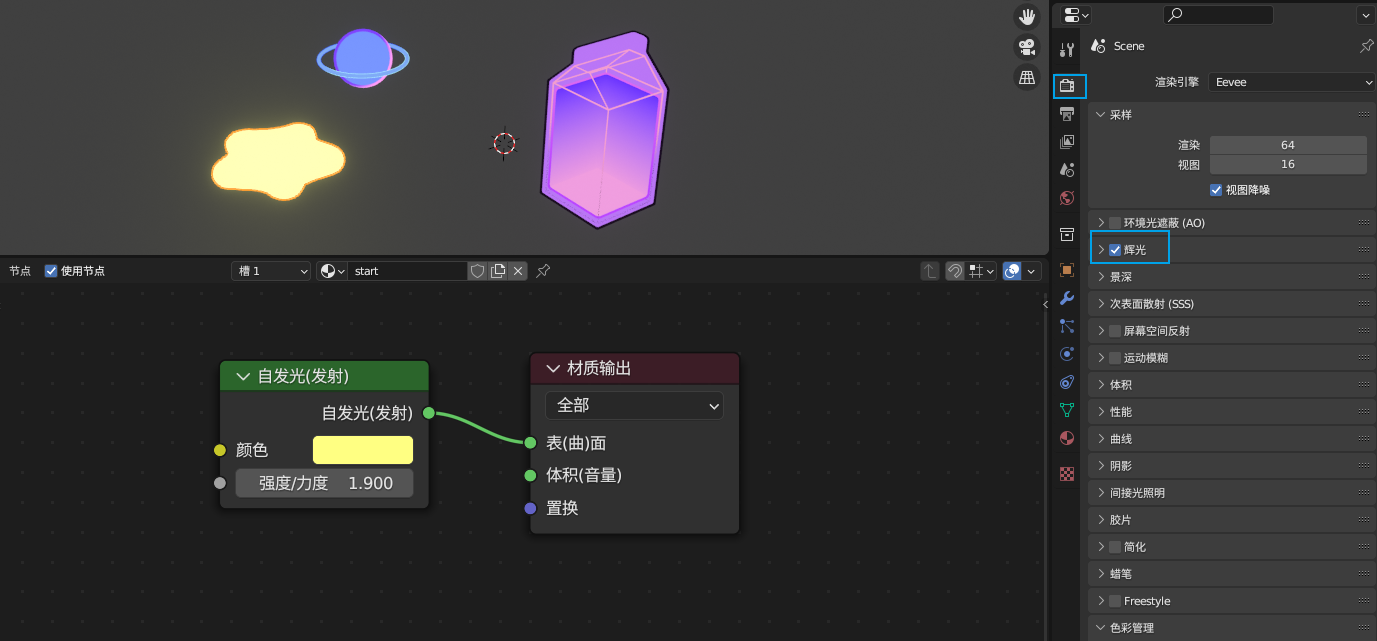 Scene
渲染引擎 Eevee
采样
渲染 64
视图 16
视图降噪
环境光遮蔽 (AO)
辉光
景深
次表面散射 (SSS)
屏幕空间反射
运动模糊
体积
性能
曲线
阴影
间接光照明
胶片
简化
蜡笔
Freestyle
色彩管理
节点 使用节点 槽 1 start
自发光(发射)
自发光(发射)
颜色
强度/力度 1.900
材质输出
全部
表(曲)面
体积(音量)
置换